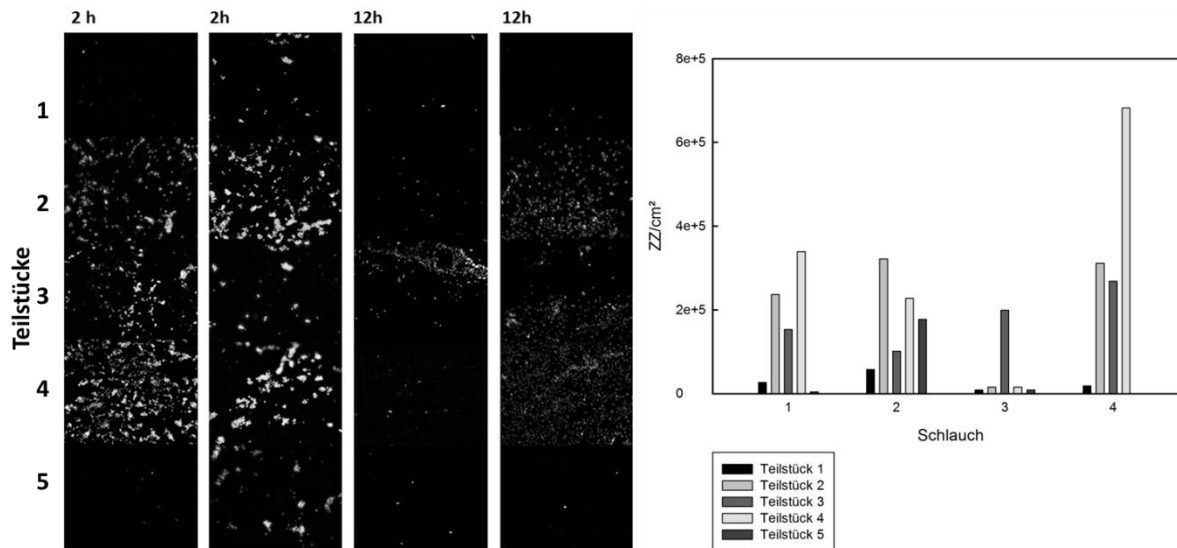 2 h
2h
12h
12h
Teilstücke
1
2
3
4
5
8e+5
6e+5
4e+5
2e+5
0
ZZ/cm²
1
2
3
4
Schlauch
Teilstück 1
Teilstück 2
Teilstück 3
Teilstück 4
Teilstück 5